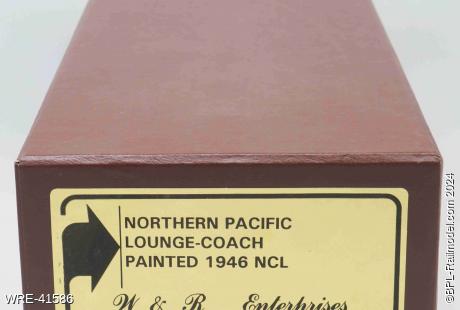 NORTHERN PACIFIC
LOUNGE-COACH
PAINTED 1946 NCL
W & R Enterprises
WRE-41586
©BPL-Railmodel.com 2024